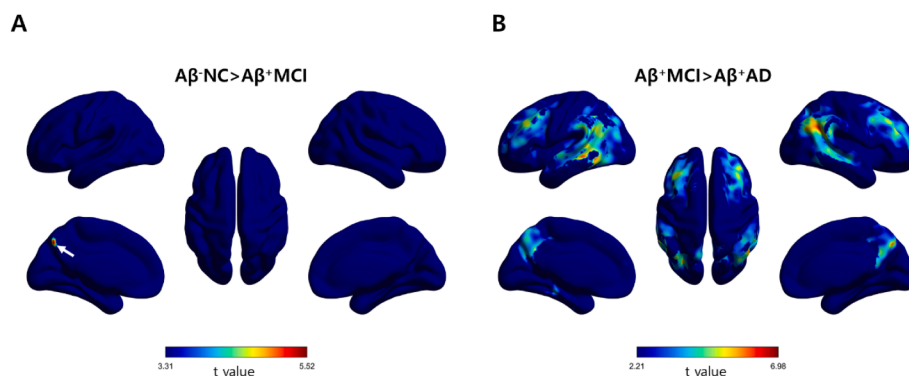 A
B
Aβ⁻NC>Aβ⁺MCI
Aβ⁺MCI>Aβ⁺AD
3.31
5.52
t value
2.21
6.98
t value